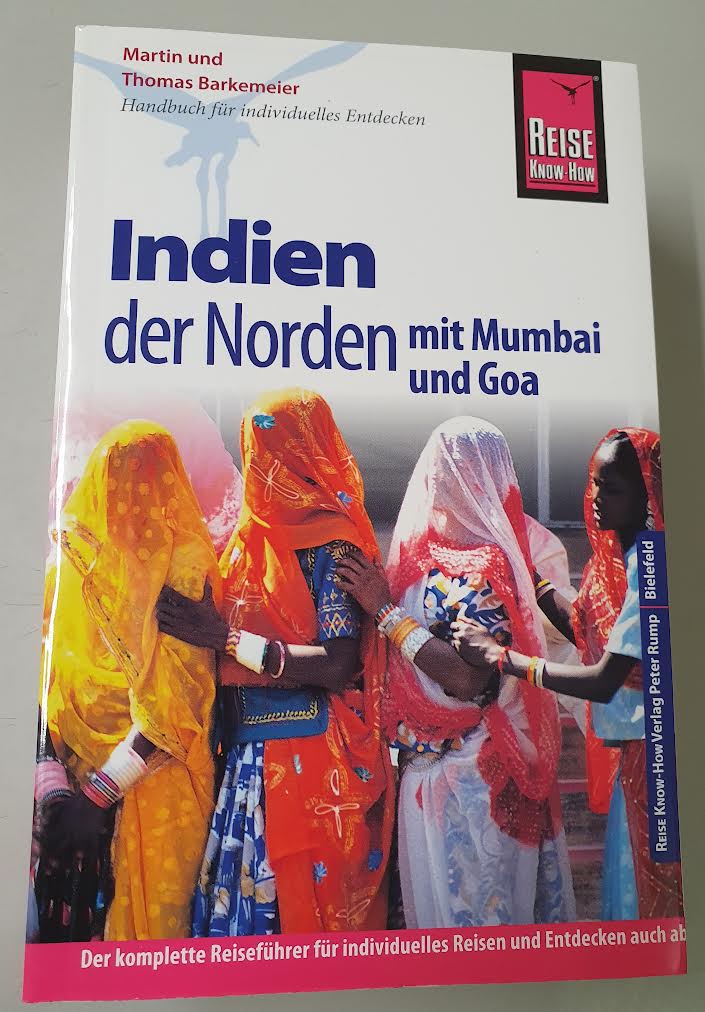 Martin und
Thomas Barkemeier
Handbuch für individuelles Entdecken
REISE
KNOW-HOW
®
Indien
der Norden mit Mumbai
und Goa
REISE KNOW-HOW Verlag Peter Rump | Bielefeld
Der komplette Reiseführer für individuelles Reisen und Entdecken auch ab